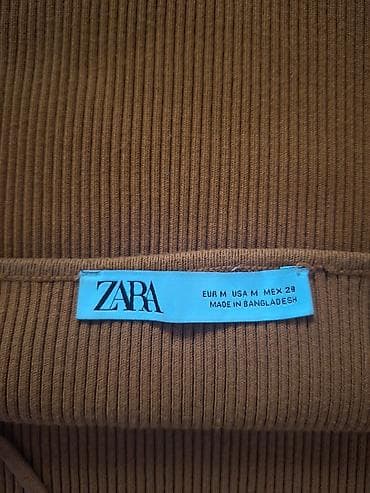 ZARA
EUR M USA M MEX 28
MADE IN BANGLADESH